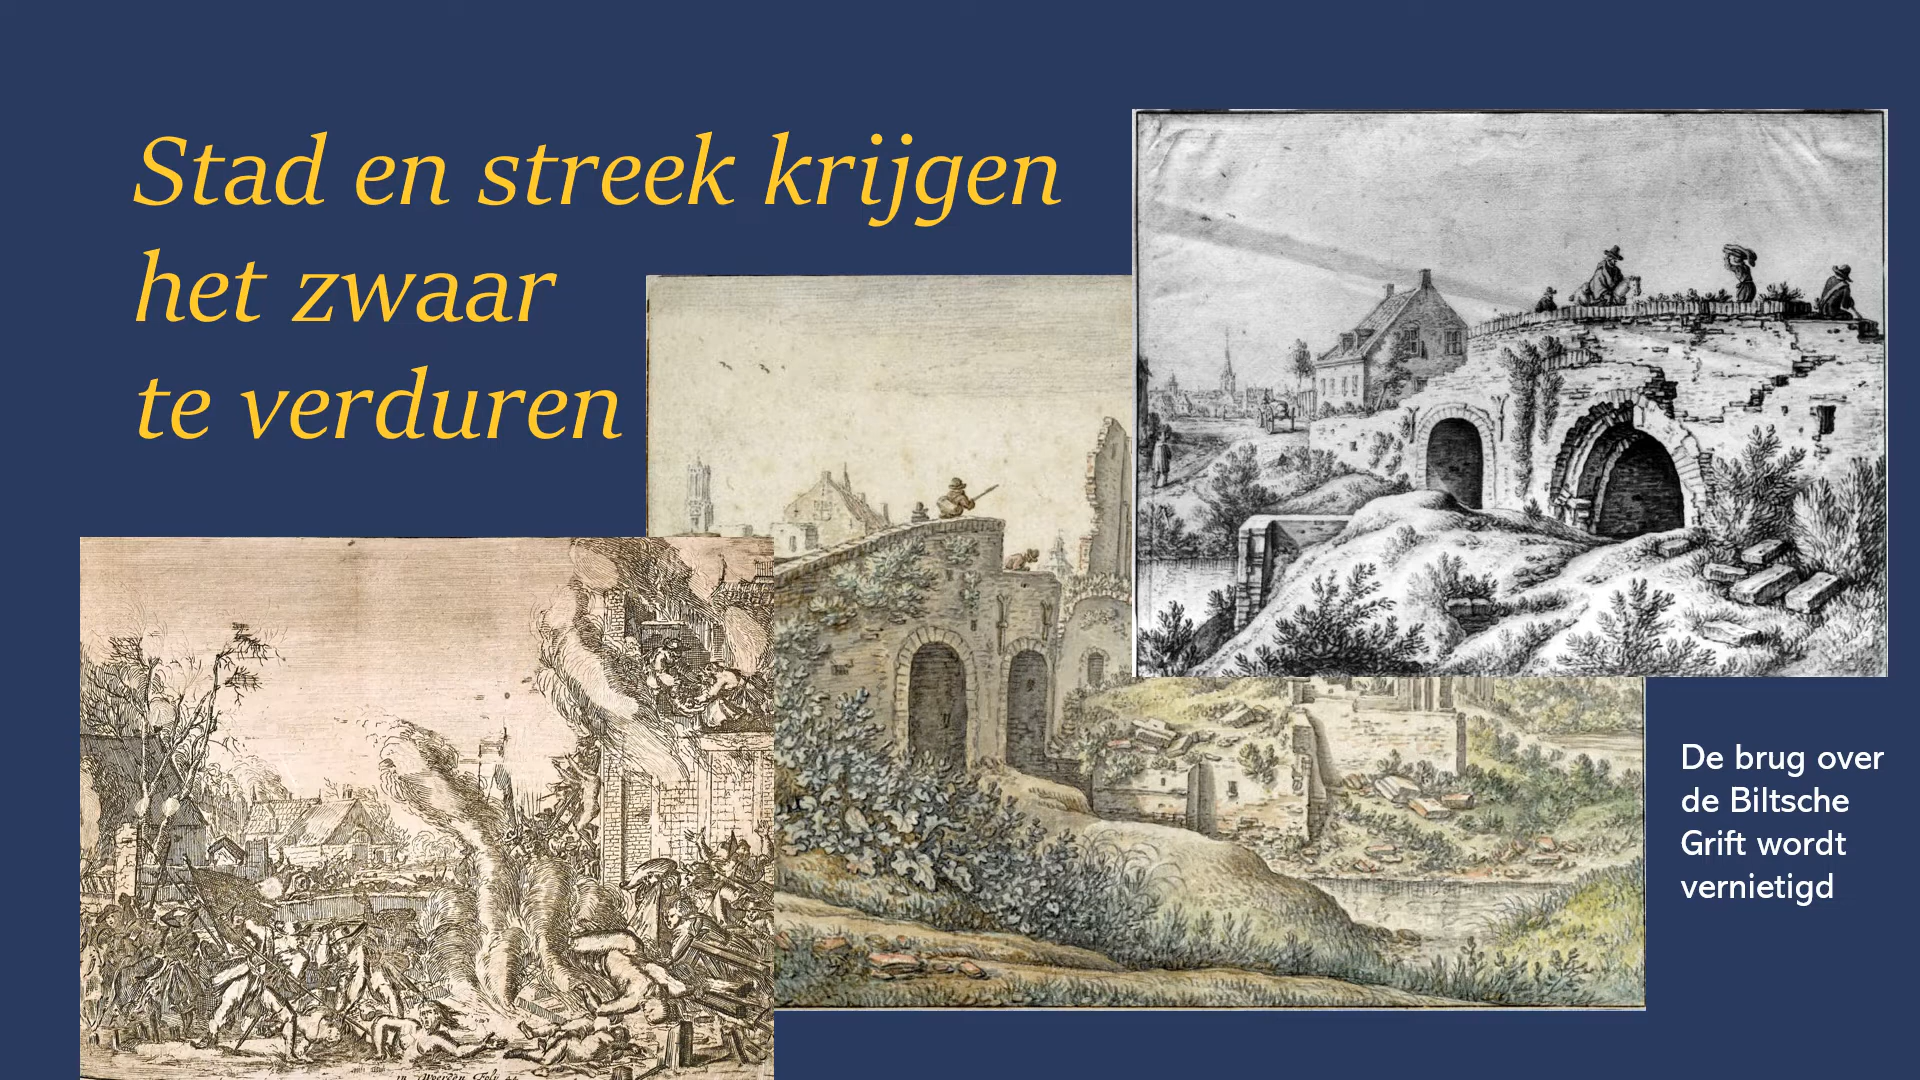 Stad en streek krijgen
het zwaar
te verduren
De brug over
de Biltsche
Grift wordt
vernietigd